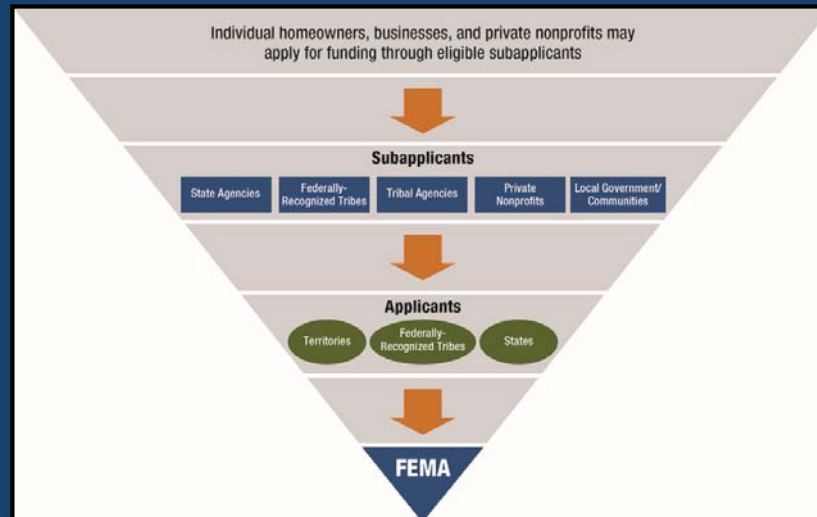 Individual homeowners, businesses, and private nonprofits may
apply for funding through eligible subapplicants
Subapplicants
State Agencies
Federally-
Recognized Tribes
Tribal Agencies
Private
Nonprofits
Local Government/
Communities
Applicants
Territories
Federally-
Recognized Tribes
States
FEMA